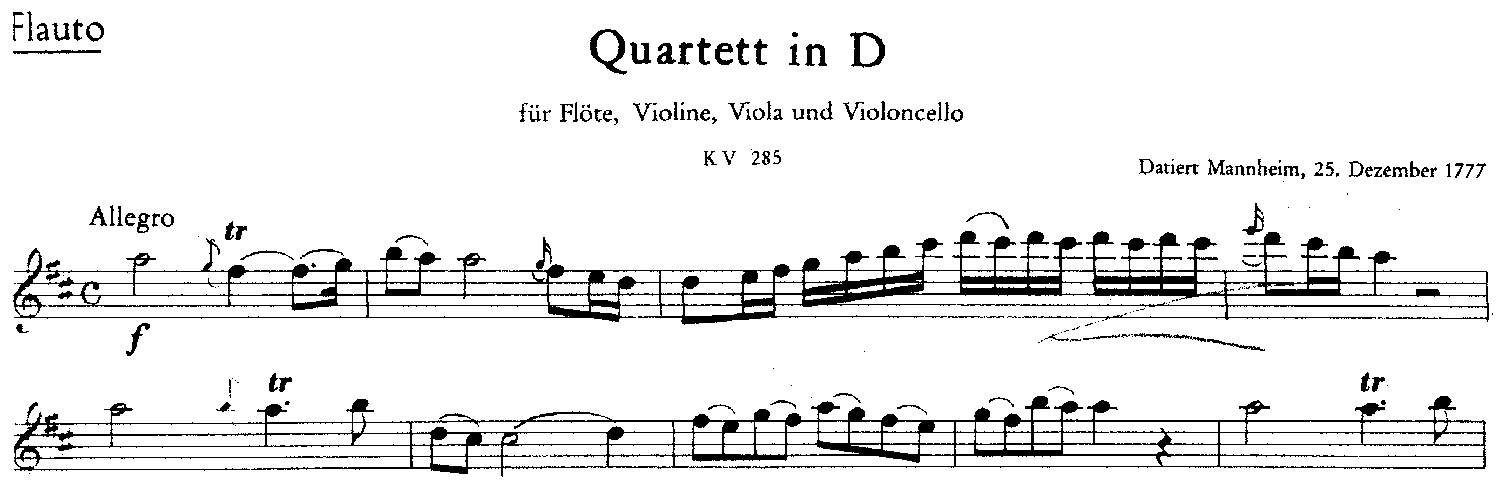 Flauto
Quartett in D
für Flöte, Violine, Viola und Violoncello
KV 285
Datiert Mannheim, 25. Dezember 1777
Allegro
tr
f
tr
tr